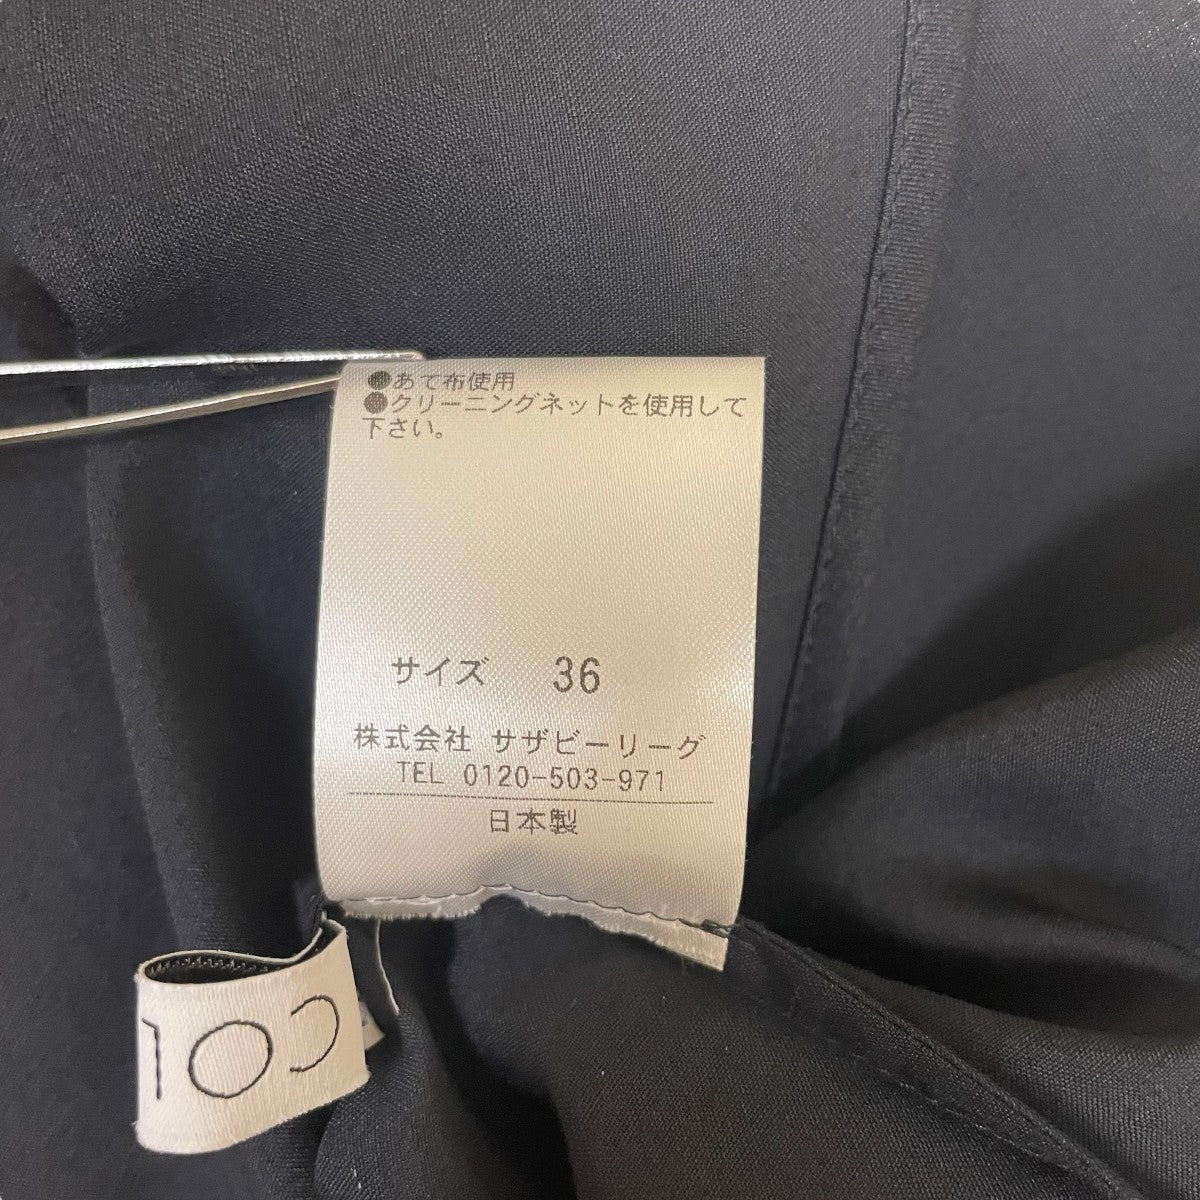 ●あて布使用
●クリーニングネットを使用して
下さい。
サイズ 36
株式会社 サザビーリーグ
TEL 0120-503-971
日本製